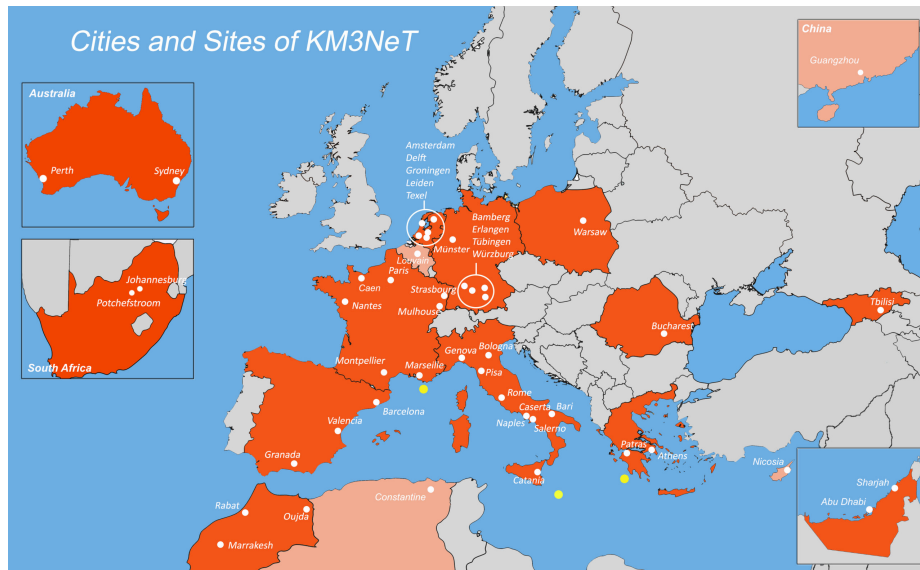 Cities and Sites of KM3NeT
China
Guangzhou
Australia
Perth
Sydney
Amsterdam
Delft
Groningen
Leiden
Texel
Bamberg
Erlangen
Tübingen
Würzburg
Münster
Warsaw
Louvain
Paris
Caen
Strasbourg
Nantes
Mulhouse
Johannesburg
Potchefstroom
South Africa
Tbilisi
Bucharest
Genova
Bologna
Montpellier
Marseille
Pisa
Rome
Barcelona
Caserta
Bari
Naples
Salerno
Valencia
Granada
Patras
Athens
Catania
Nicosia
Sharjah
Abu Dhabi
Constantine
Rabat
Oujda
Marrakesh